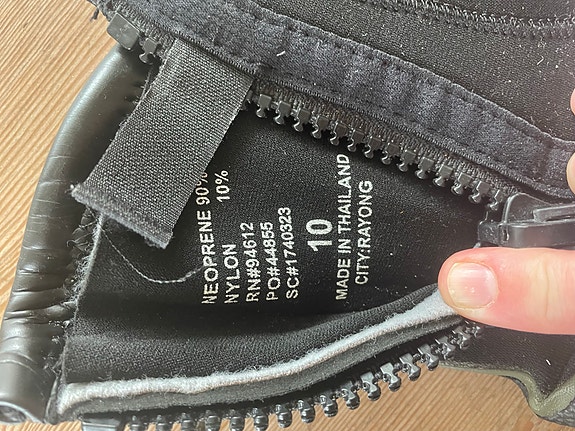 NEOPRENE 90%
NYLON 10%
RN#94612
PO#44855
SC#1740323
10
MADE IN THAILAND
CITY:RAYONG